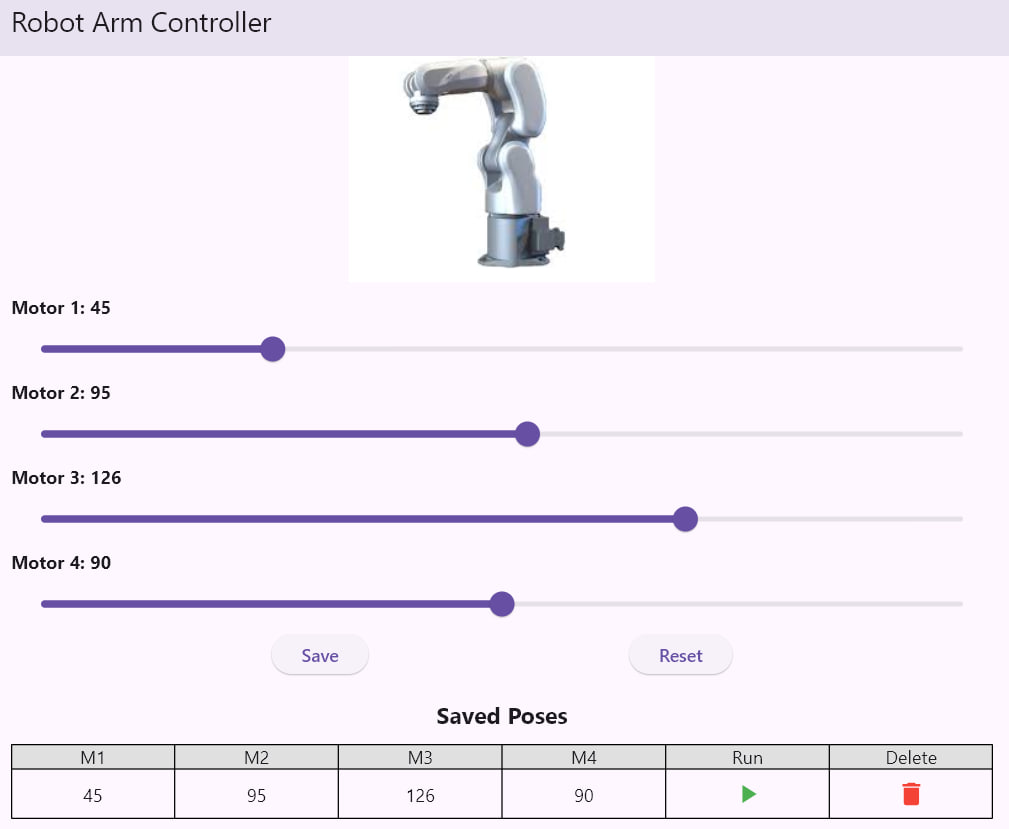 Robot Arm Controller
Motor 1: 45
Motor 2: 95
Motor 3: 126
Motor 4: 90
Save Reset
Saved Poses
M1 M2 M3 M4 Run Delete
45 95 126 90